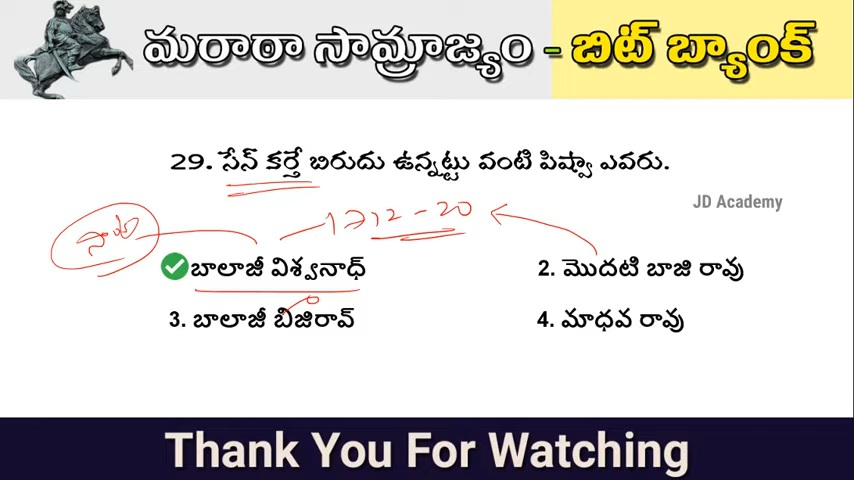 మరాఠా సామ్రాజ్యం - బిట్ బ్యాంక్
29. సేన్ కర్తే బిరుదు ఉన్నట్టు వంటి పిష్వా ఎవరు.
JD Academy
1712-20
బాలాజీ విశ్వనాధ్
2. మొదటి బాజి రావు
3. బాలాజీ బిజిరావ్
4. మాధవ రావు
Thank You For Watching